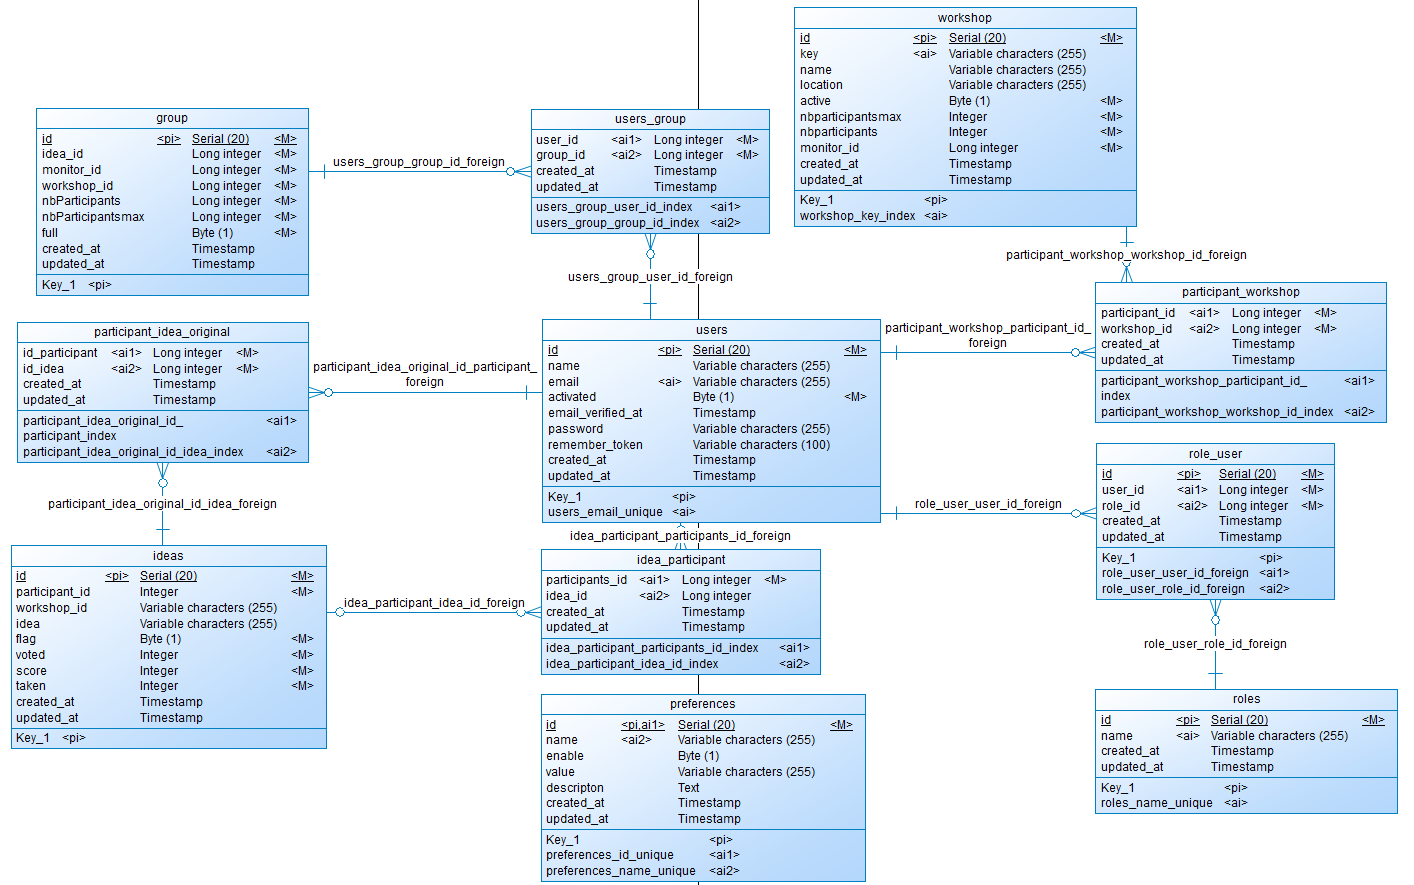 workshop
id <pi> Serial (20) <M>
key <ai> Variable characters (255)
name Variable characters (255)
location Variable characters (255)
active Byte (1) <M>
nbparticipantsmax Integer <M>
nbparticipants Integer <M>
monitor_id Long integer <M>
created_at Timestamp
updated_at Timestamp
Key_1 <pi>
workshop_key_index <ai>
group
id <pi> Serial (20) <M>
idea_id Long integer <M>
monitor_id Long integer <M>
workshop_id Long integer <M>
nbParticipants Long integer <M>
nbParticipantsmax Long integer <M>
full Byte (1) <M>
created_at Timestamp
updated_at Timestamp
Key_1 <pi>
users_group_group_id_foreign
users_group
user_id <ai1> Long integer <M>
group_id <ai2> Long integer <M>
created_at Timestamp
updated_at Timestamp
users_group_user_id_index <ai1>
users_group_group_id_index <ai2>
users_group_user_id_foreign
participant_workshop_workshop_id_foreign
participant_workshop
participant_id <ai1> Long integer <M>
workshop_id <ai2> Long integer <M>
created_at Timestamp
updated_at Timestamp
participant_workshop_participant_id_ <ai1>
index
participant_workshop_workshop_id_index <ai2>
participant_idea_original
id_participant <ai1> Long integer <M>
id_idea <ai2> Long integer <M>
created_at Timestamp
updated_at Timestamp
participant_idea_original_id_ <ai1>
participant_index
participant_idea_original_id_idea_index <ai2>
participant_idea_original_id_participant_
foreign
users
id <pi> Serial (20) <M>
name Variable characters (255)
email <ai> Variable characters (255)
activated Byte (1) <M>
email_verified_at Timestamp
password Variable characters (255)
remember_token Variable characters (100)
created_at Timestamp
updated_at Timestamp
Key_1 <pi>
users_email_unique <ai>
participant_workshop_participant_id_
foreign
role_user_user_id_foreign
role_user
id <pi> Serial (20) <M>
user_id <ai1> Long integer <M>
role_id <ai2> Long integer <M>
created_at Timestamp
updated_at Timestamp
Key_1 <pi>
role_user_user_id_foreign <ai1>
role_user_role_id_foreign <ai2>
participant_idea_original_id_idea_foreign
ideas
id <pi> Serial (20) <M>
participant_id Integer <M>
workshop_id Variable characters (255)
idea Variable characters (255)
flag Byte (1) <M>
voted Integer <M>
score Integer <M>
taken Integer <M>
created_at Timestamp
updated_at Timestamp
Key_1 <pi>
idea_participant_idea_id_foreign
idea_participant_participants_id_foreign
idea_participant
participants_id <ai1> Long integer <M>
idea_id <ai2> Long integer
created_at Timestamp
updated_at Timestamp
idea_participant_participants_id_index <ai1>
idea_participant_idea_id_index <ai2>
role_user_role_id_foreign
preferences
id <pi,ai1> Serial (20) <M>
name <ai2> Variable characters (255)
enable Byte (1)
value Variable characters (255)
descripton Text
created_at Timestamp
updated_at Timestamp
Key_1 <pi>
preferences_id_unique <ai1>
preferences_name_unique <ai2>
roles
id <pi> Serial (20) <M>
name <ai> Variable characters (255)
created_at Timestamp
updated_at Timestamp
Key_1 <pi>
roles_name_unique <ai>